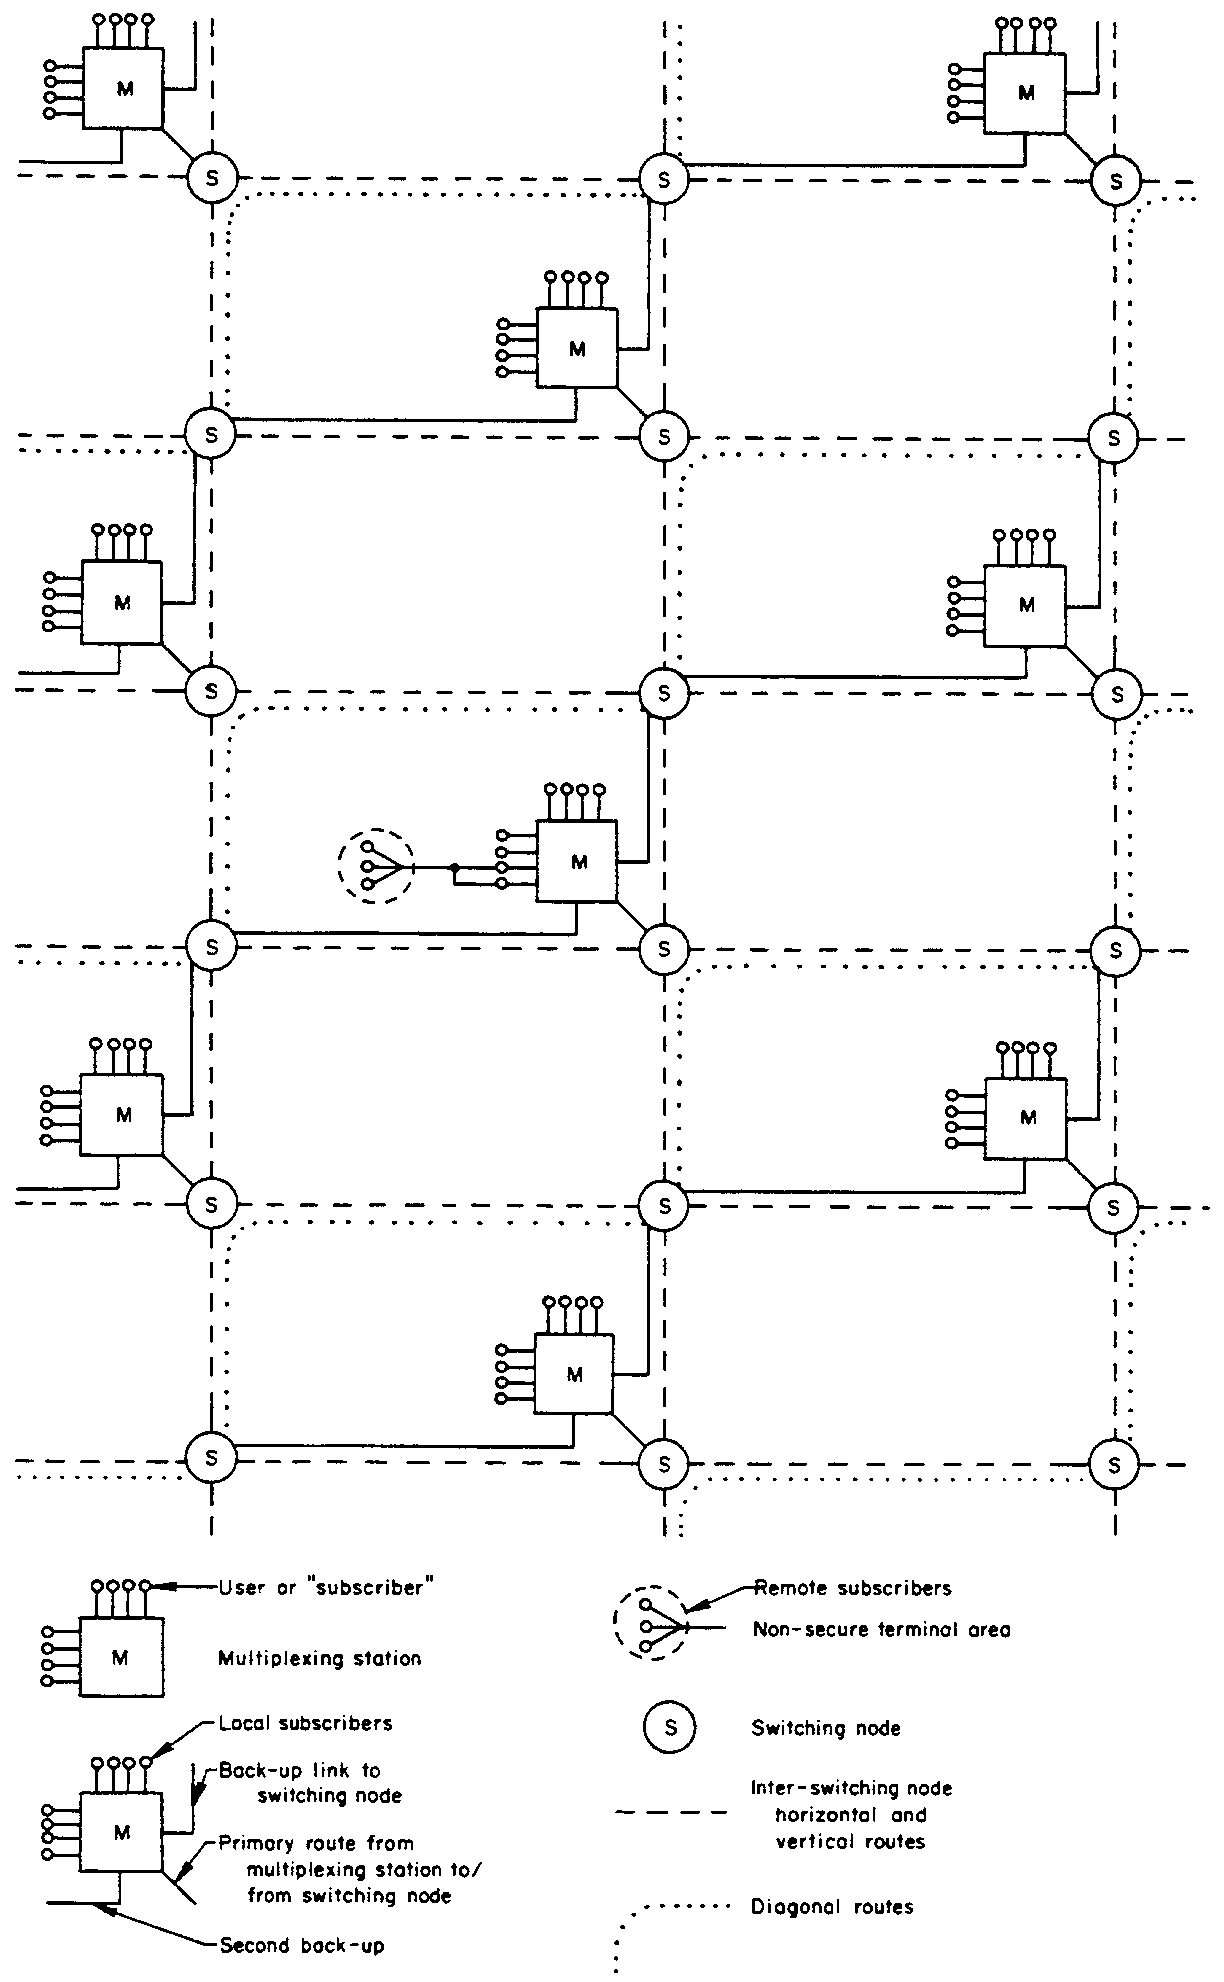 M
M
S
S
S
M
S
S
S
M
M
S
S
S
M
S
S
S
M
M
S
S
S
M
S
S
S
User or "subscriber"
M
Multiplexing station
Local subscribers
Back-up link to
switching node
M
Primary route from
multiplexing station to/
from switching node
Second back-up
Remote subscribers
Non-secure terminal area
S
Switching node
Inter-switching node
horizontal and
vertical routes
Diagonal routes